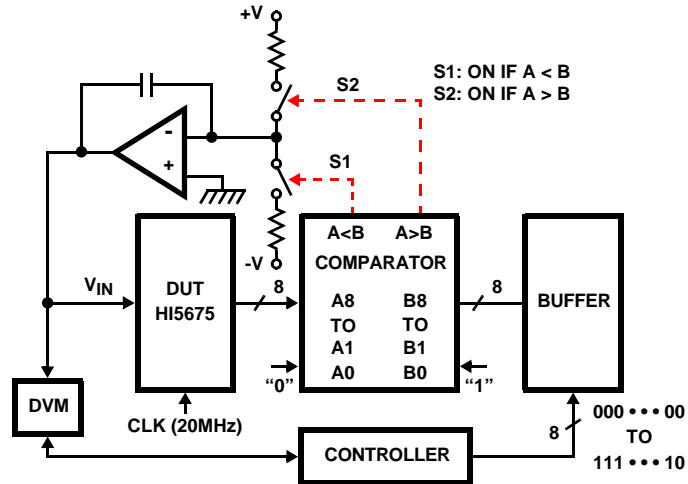 +V
S2
S1: ON IF A < B
S2: ON IF A > B
-
+
S1
-V
A<B A>B
COMPARATOR
VIN
DUT
HI5675
8
A8 B8
TO TO
A1 B1
A0 B0
8
BUFFER
“0”
“1”
DVM
CLK (20MHz)
CONTROLLER
8
000 • • • 00
TO
111 • • • 10